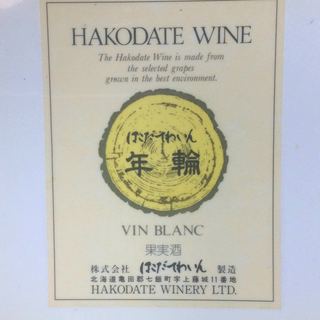 HAKODATE WINE
The Hakodate Wine is made from
the selected grapes
grown in the best environment.
はこだてわいん
年輪
VIN BLANC
果実酒
株式会社 はこだてわいん 製造
北海道亀田郡七飯町字上藤城11番地
HAKODATE WINERY LTD.